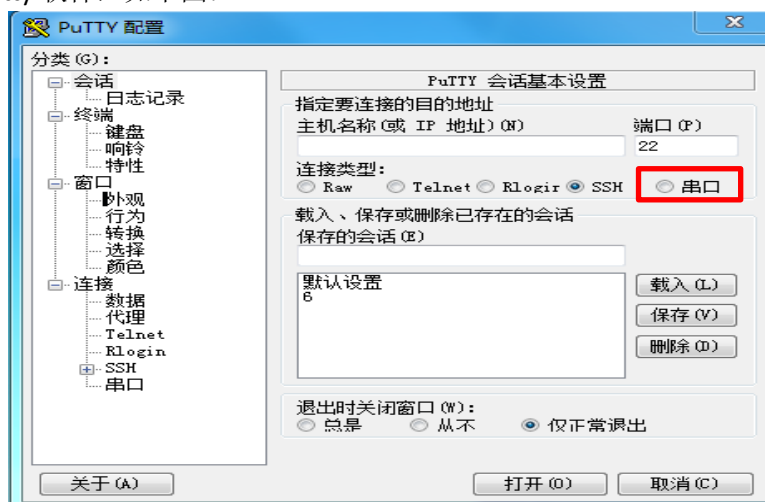 PuTTY 配置
分类(G):
会话
日志记录
终端
键盘
响铃
特性
窗口
外观
行为
转换
选择
颜色
连接
数据
代理
Telnet
Rlogin
SSH
串口
PuTTY 会话基本设置
指定要连接的目的地址
主机名称(或 IP 地址)(N) 端口(P)
22
连接类型:
Raw Telnet Rlogir SSH 串口
载入、保存或删除已存在的会话
保存的会话(E)
默认设置
6
载入(L)
保存(V)
删除(D)
退出时关闭窗口(W):
总是 从不 仅正常退出
关于(A) 打开(O) 取消(C)